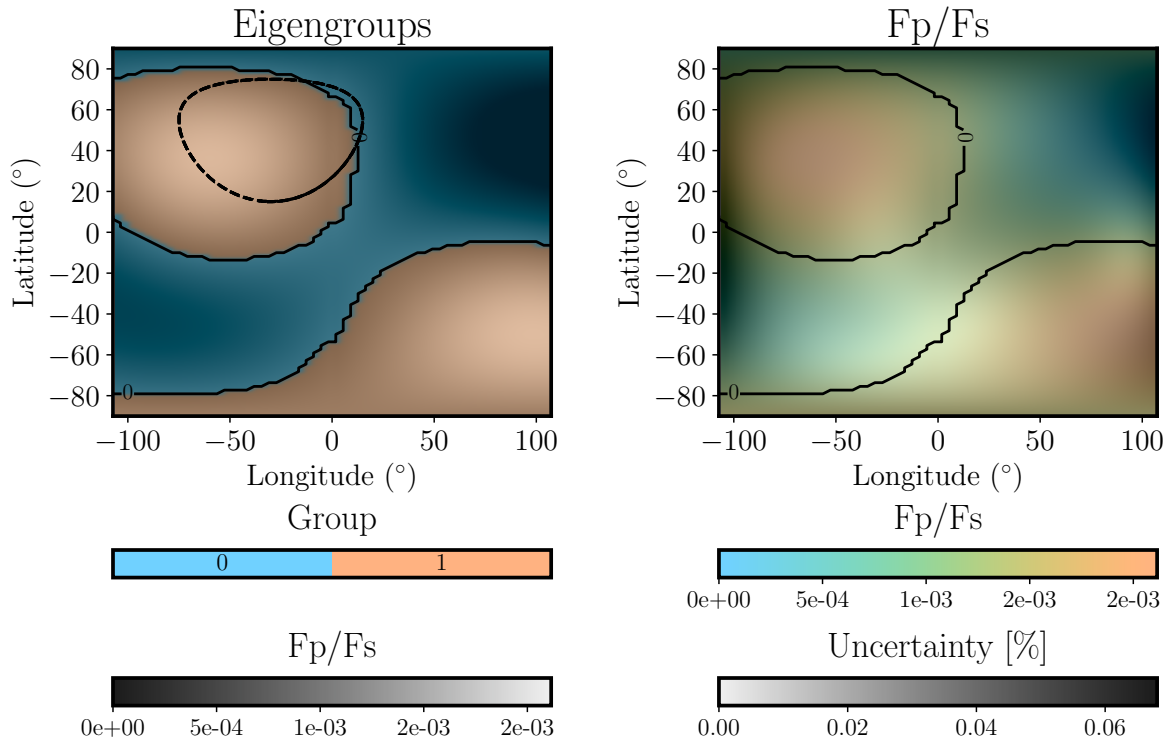 Eigengroups
Fp/Fs
80
60
40
20
0
−20
−40
−60
−80
Latitude (°)
0
0
−100
−50
0
50
100
Longitude (°)
80
60
40
20
0
−20
−40
−60
−80
Latitude (°)
0
0
−100
−50
0
50
100
Longitude (°)
Group
0
1
Fp/Fs
0e+00
5e-04
1e-03
2e-03
2e-03
Fp/Fs
0e+00
5e-04
1e-03
2e-03
2e-03
Uncertainty [%]
0.00
0.02
0.04
0.06